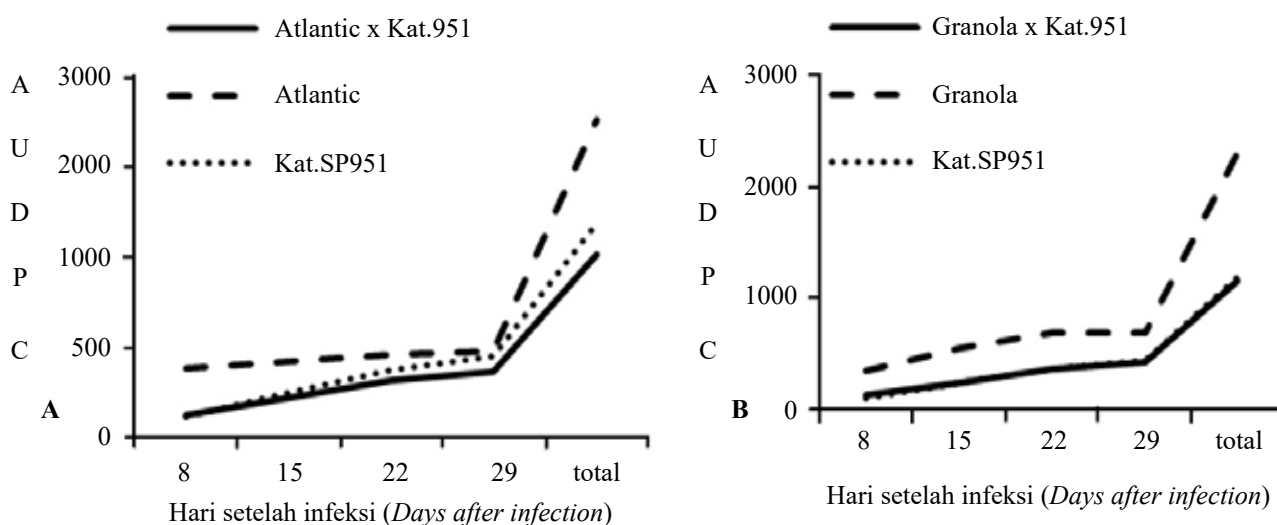 Atlantic x Kat.951
Atlantic
Kat.SP951
A
U
D
P
C
3000
2000
1000
500
0
A
8 15 22 29 total
Hari setelah infeksi (Days after infection)
Granola x Kat.951
Granola
Kat.SP951
A
U
D
P
C
3000
2000
1000
0
B
8 15 22 29 total
Hari setelah infeksi (Days after infection)